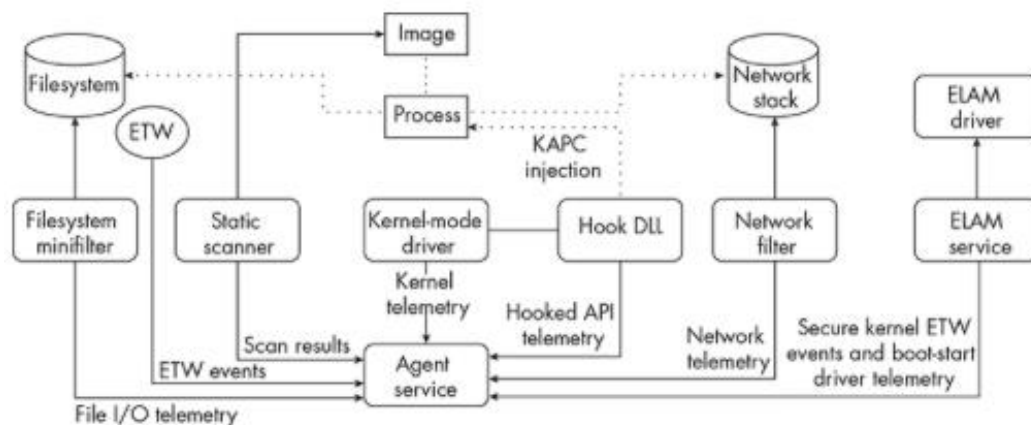 Image
Filesystem
Network
stack
ETW
Process
ELAM
driver
KAPC
injection
Filesystem
minifilter
Static
scanner
Kernel-mode
driver
Hook DLL
Network
filter
ELAM
service
Kernel
telemetry
Hooked API
telemetry
Network
telemetry
Secure kernel ETW
events and boot-start
driver telemetry
Scan results
Agent
service
ETW events
File I/O telemetry